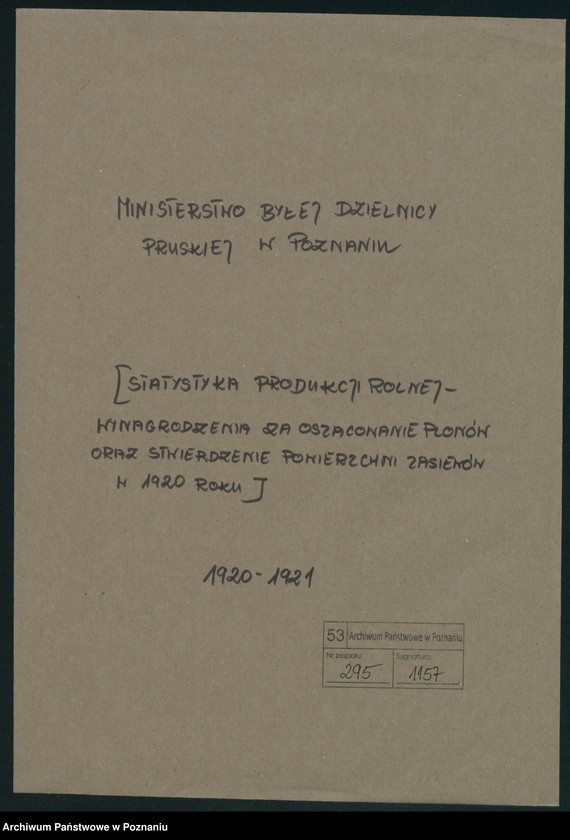 MINISTERSTWO BYŁEJ DZIELNICY
PRUSKIEJ W POZNANIU
[STATYSTYKA PRODUKCJI ROLNEJ –
WYNAGRODZENIA ZA OSZACOWANIE PLONÓW
ORAZ STWIERDZENIE POWIERZCHNI ZASIEWÓW
W 1920 ROKU]
1920-1921
53 Archiwum Państwowe w Poznaniu
Nr zespołu: Sygnatura:
295 1157
Archiwum Państwowe w Poznaniu